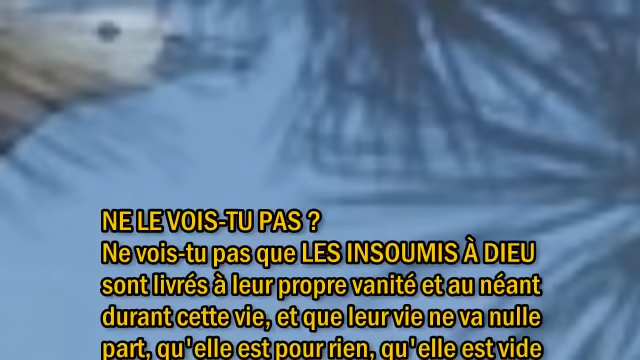 NE LE VOIS-TU PAS ?
Ne vois-tu pas que LES INSOUMIS À DIEU
sont livrés à leur propre vanité et au néant
durant cette vie, et que leur vie ne va nulle
part, qu'elle est pour rien, qu'elle est vide